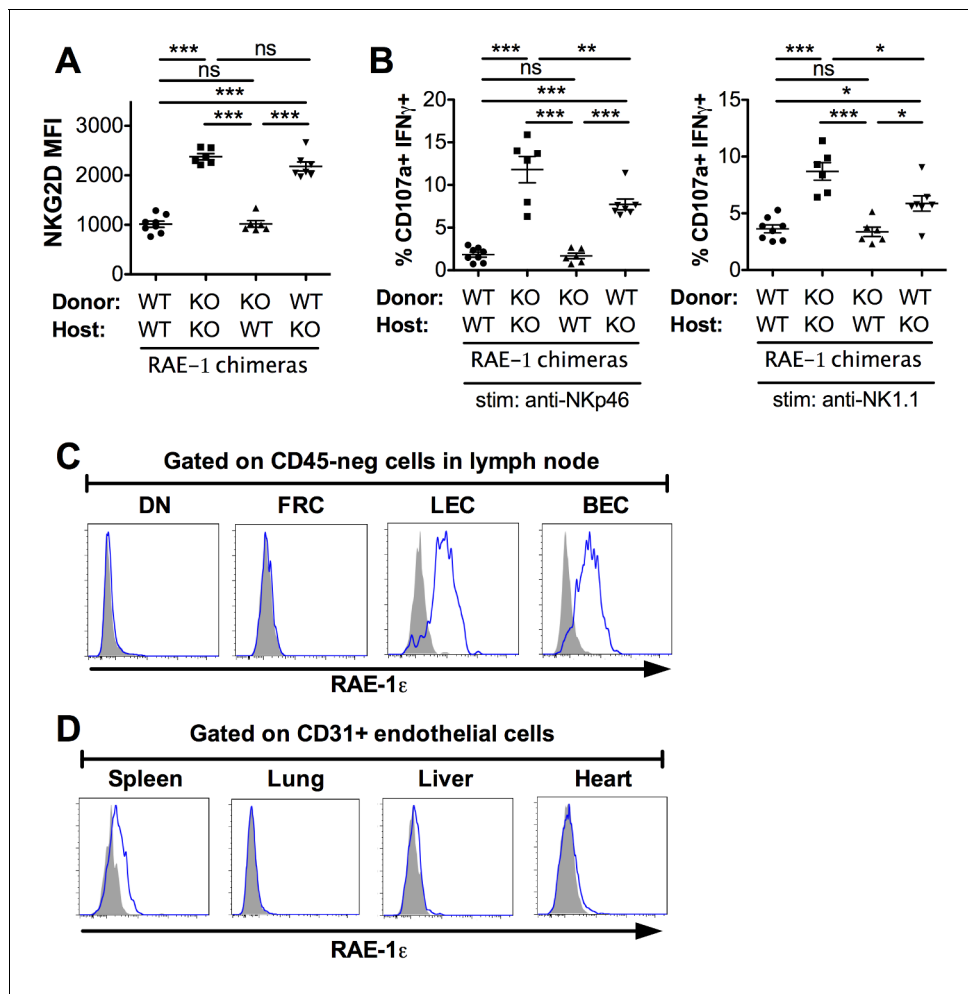 A
*** ns
ns
***
*** ***
NKG2D MFI
3000
2000
1000
0
Donor: WT KO KO WT
Host: WT KO WT KO
RAE-1 chimeras
B
*** **
ns
***
*** ***
% CD107a+ IFNγ+
20
15
10
5
0
Donor: WT KO KO WT
Host: WT KO WT KO
RAE-1 chimeras
stim: anti-NKp46
*** *
ns
*
*** *
% CD107a+ IFNγ+
15
10
5
0
Donor: WT KO KO WT
Host: WT KO WT KO
RAE-1 chimeras
stim: anti-NK1.1
C
Gated on CD45-neg cells in lymph node
DN FRC LEC BEC
RAE-1ε
D
Gated on CD31+ endothelial cells
Spleen Lung Liver Heart
RAE-1ε